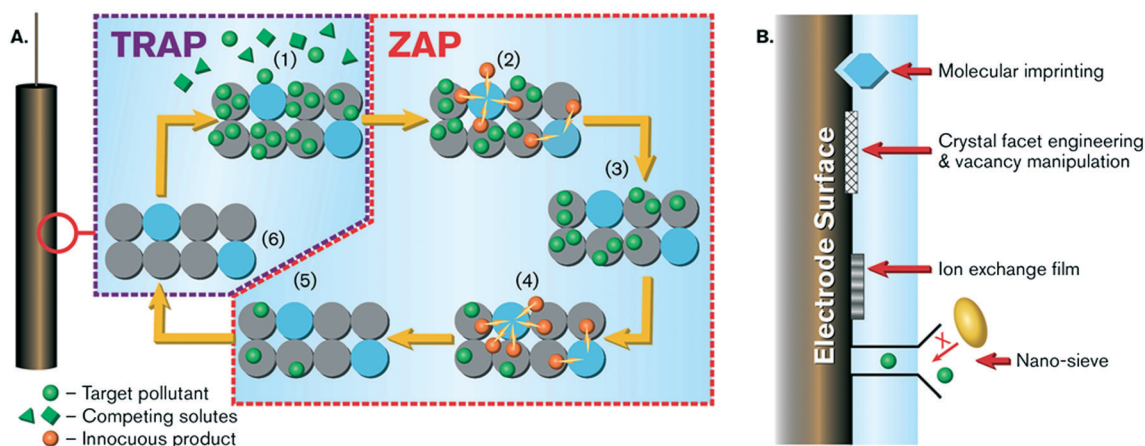 A.
TRAP
ZAP
(1)
(2)
(3)
(4)
(5)
(6)
– Target pollutant
– Competing solutes
– Innocuous product
B.
Electrode Surface
Molecular imprinting
Crystal facet engineering
& vacancy manipulation
Ion exchange film
X
Nano-sieve